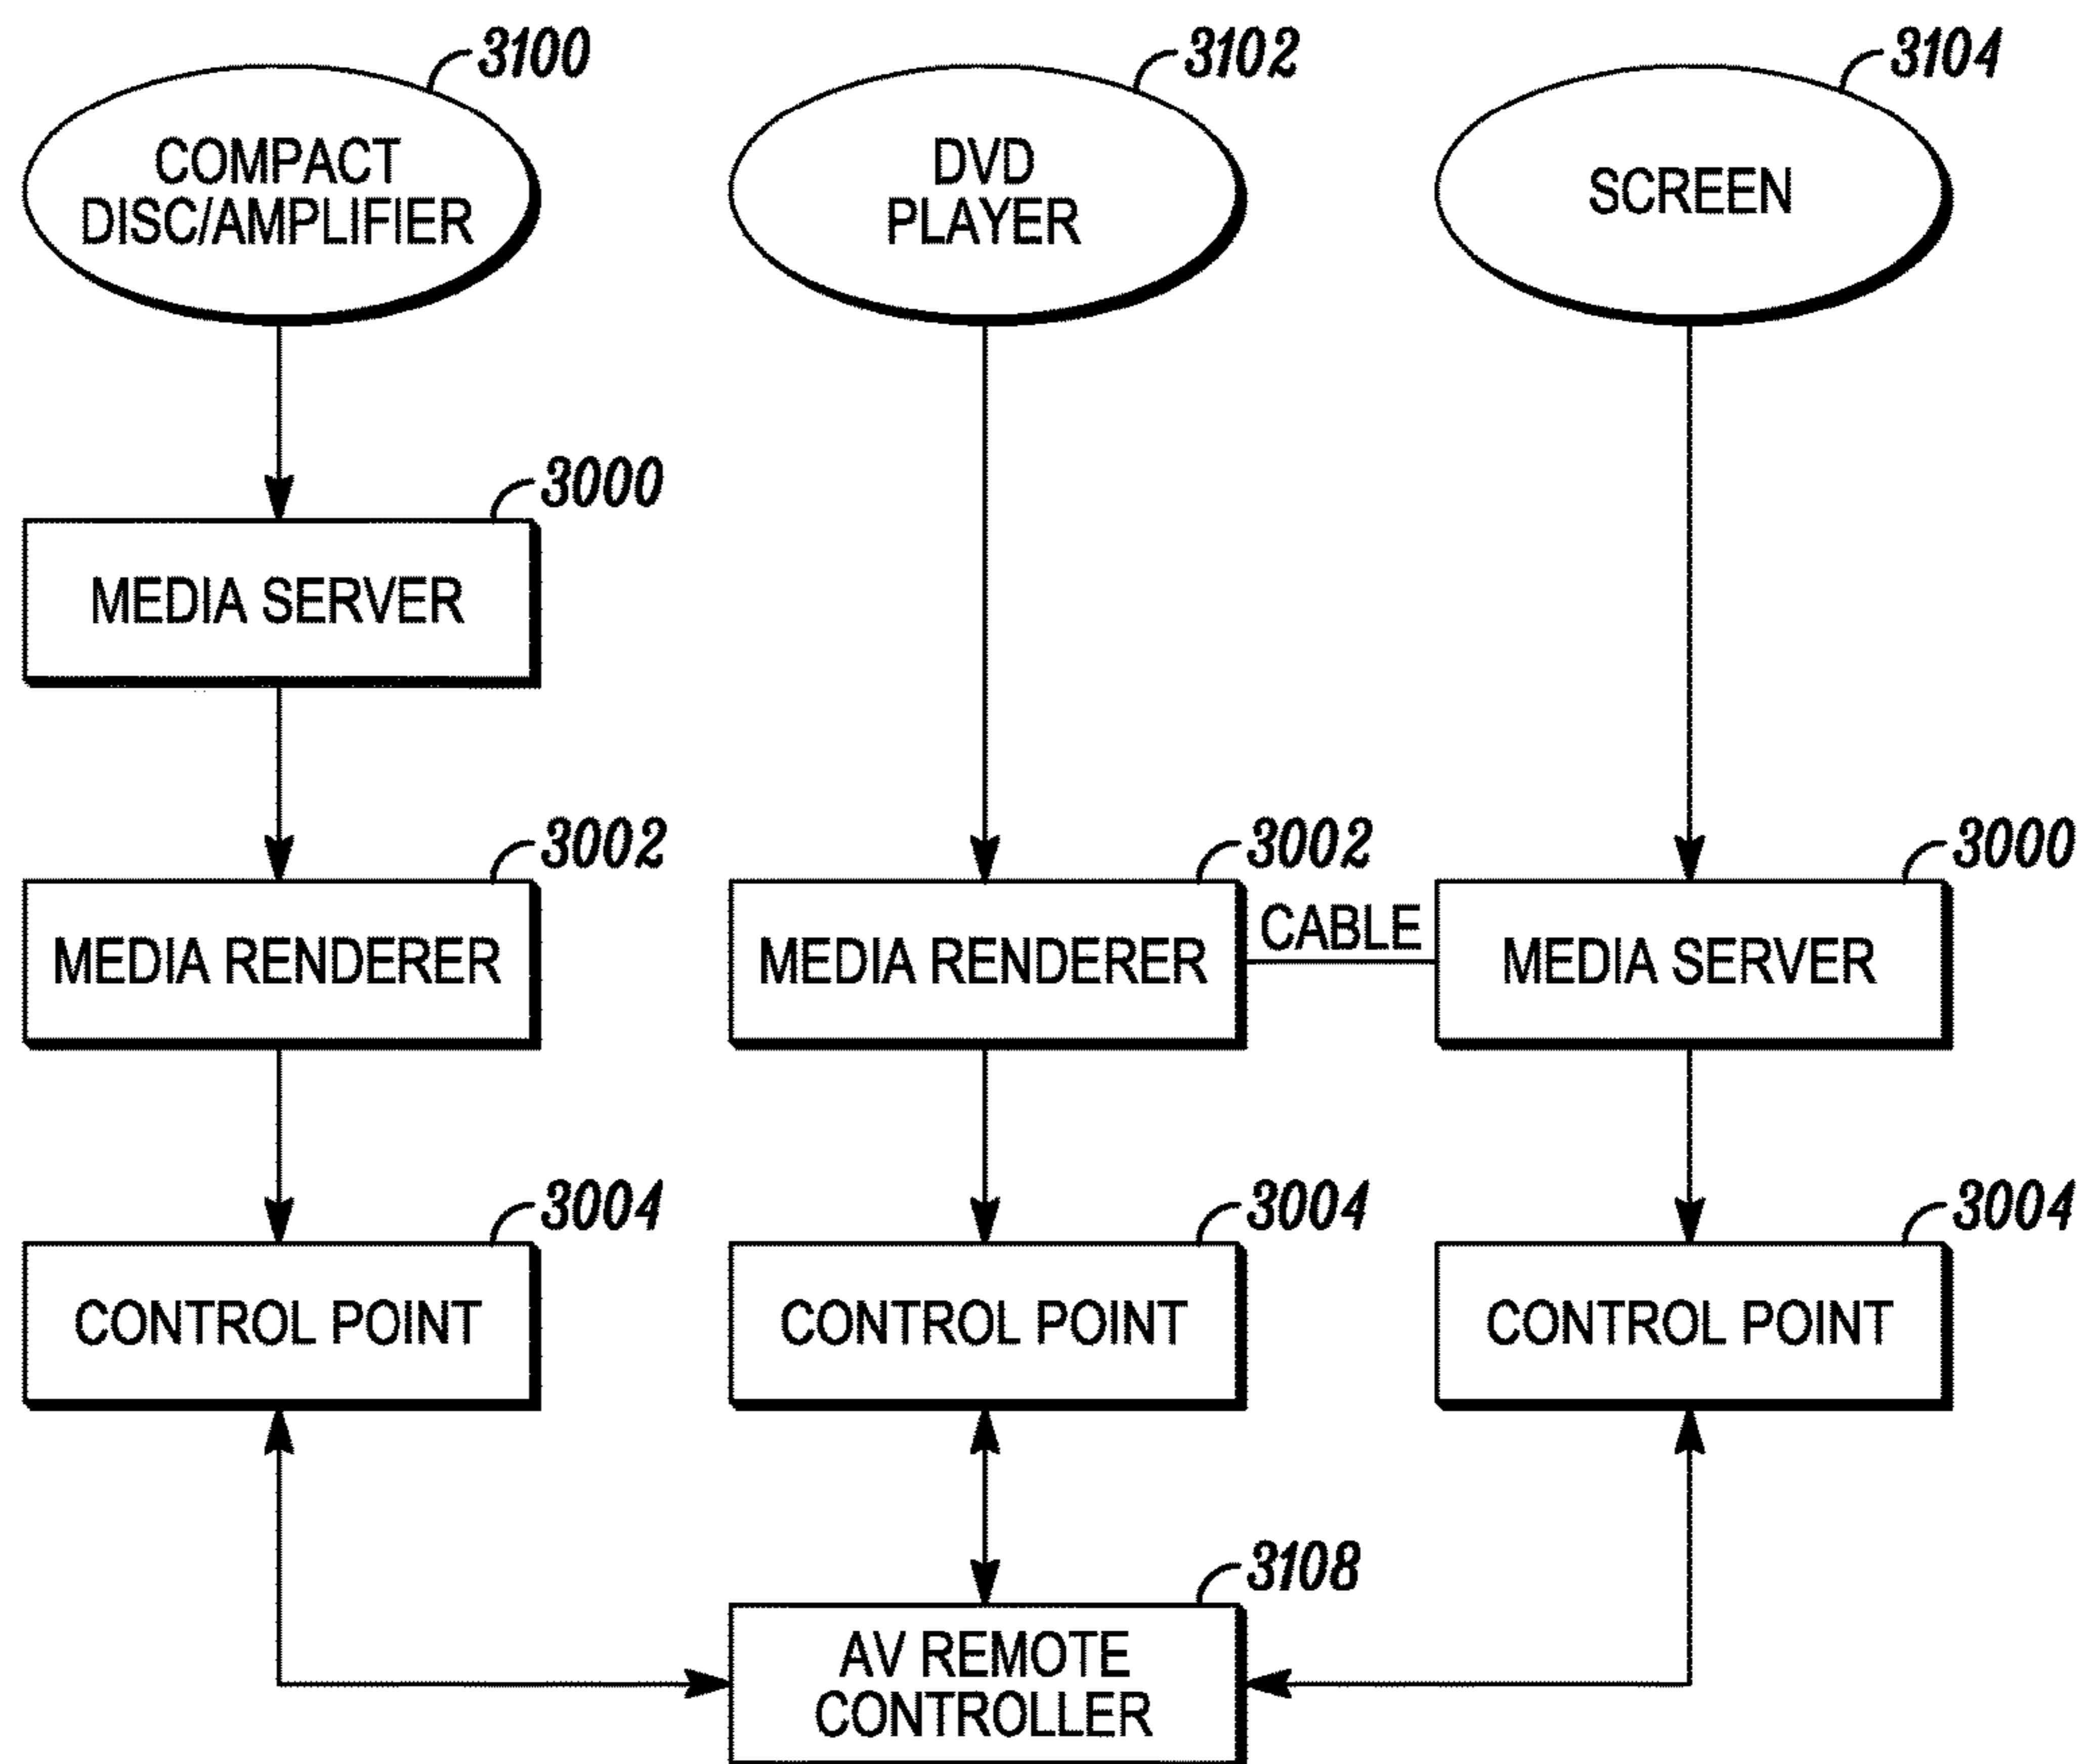 3100
3102
3104
COMPACT
DISC/AMPLIFIER
DVD
PLAYER
SCREEN
3000
MEDIA SERVER
3002
3002
3000
MEDIA RENDERER
MEDIA RENDERER
CABLE
MEDIA SERVER
3004
3004
3004
CONTROL POINT
CONTROL POINT
CONTROL POINT
3108
AV REMOTE
CONTROLLER